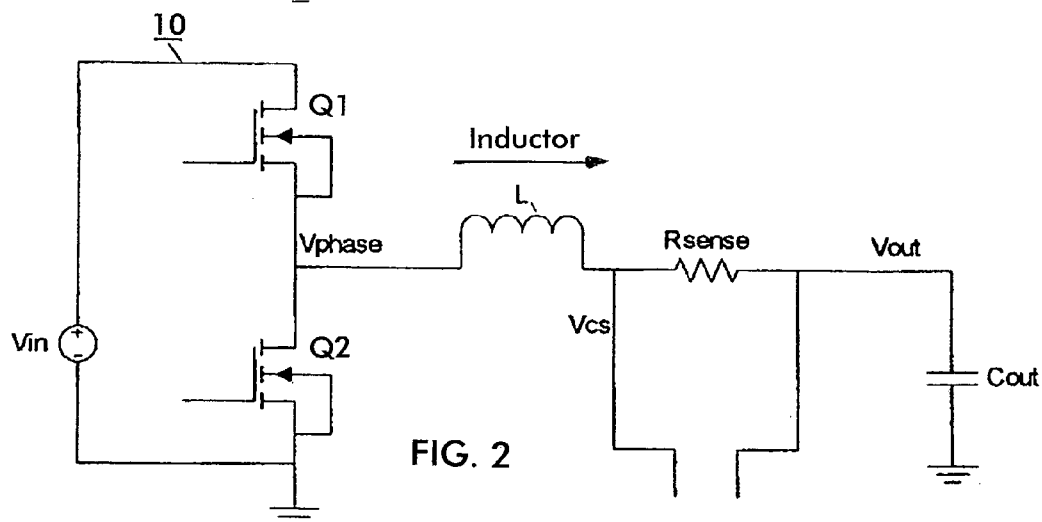 10
Q1
Inductor
L
Rsense
Vout
Vphase
Vcs
Vin
+
-
Q2
Cout
FIG. 2